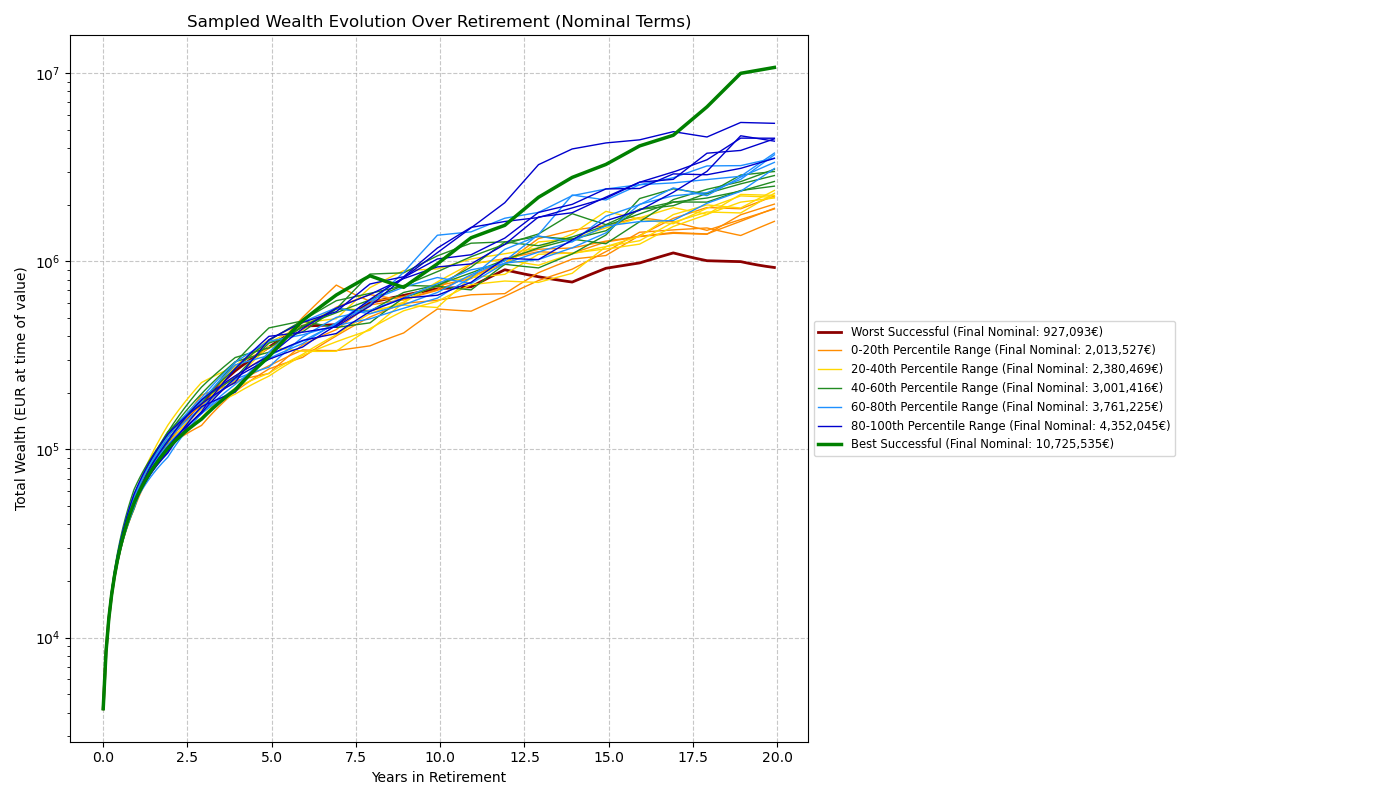 Sampled Wealth Evolution Over Retirement (Nominal Terms)
Total Wealth (EUR at time of value)
10⁷
10⁶
10⁵
10⁴
0.0 2.5 5.0 7.5 10.0 12.5 15.0 17.5 20.0
Years in Retirement
Worst Successful (Final Nominal: 927,093€)
0-20th Percentile Range (Final Nominal: 2,013,527€)
20-40th Percentile Range (Final Nominal: 2,380,469€)
40-60th Percentile Range (Final Nominal: 3,001,416€)
60-80th Percentile Range (Final Nominal: 3,761,225€)
80-100th Percentile Range (Final Nominal: 4,352,045€)
Best Successful (Final Nominal: 10,725,535€)